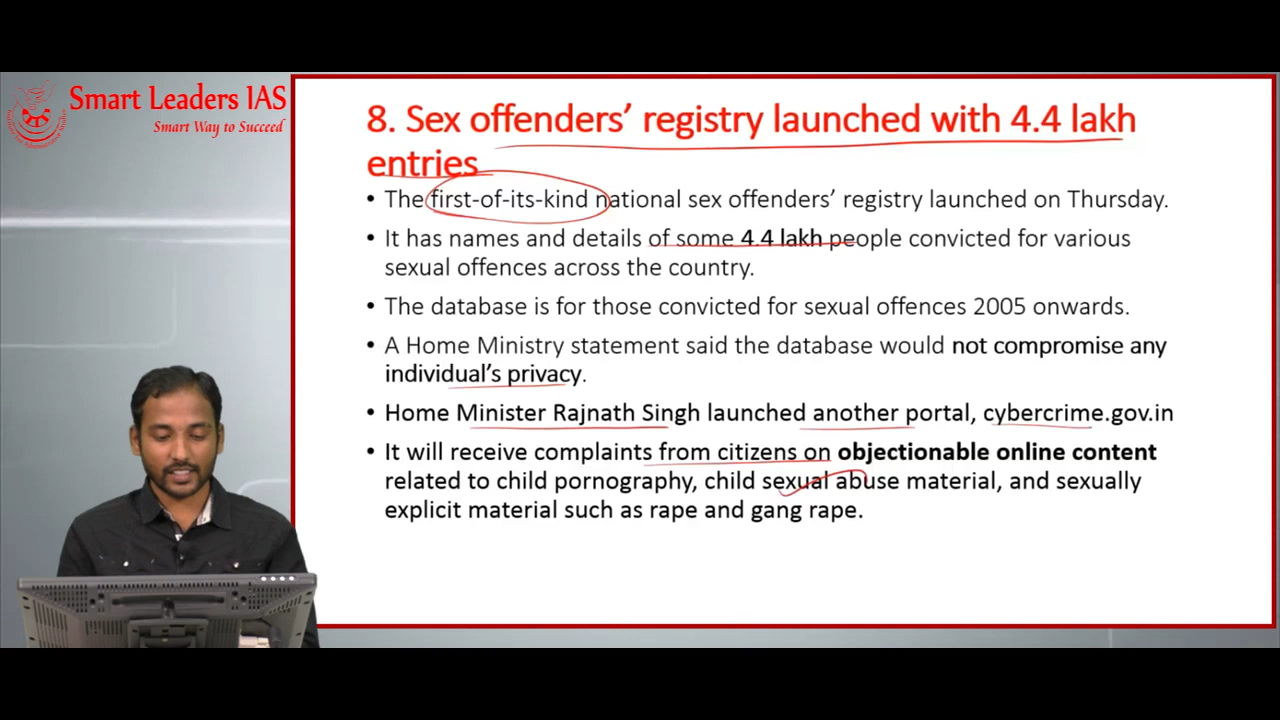 Smart Leaders IAS
Smart Way to Succeed
8. Sex offenders’ registry launched with 4.4 lakh
entries
• The first-of-its-kind national sex offenders’ registry launched on Thursday.
• It has names and details of some 4.4 lakh people convicted for various
sexual offences across the country.
• The database is for those convicted for sexual offences 2005 onwards.
• A Home Ministry statement said the database would not compromise any
individual’s privacy.
• Home Minister Rajnath Singh launched another portal, cybercrime.gov.in
• It will receive complaints from citizens on objectionable online content
related to child pornography, child sexual abuse material, and sexually
explicit material such as rape and gang rape.